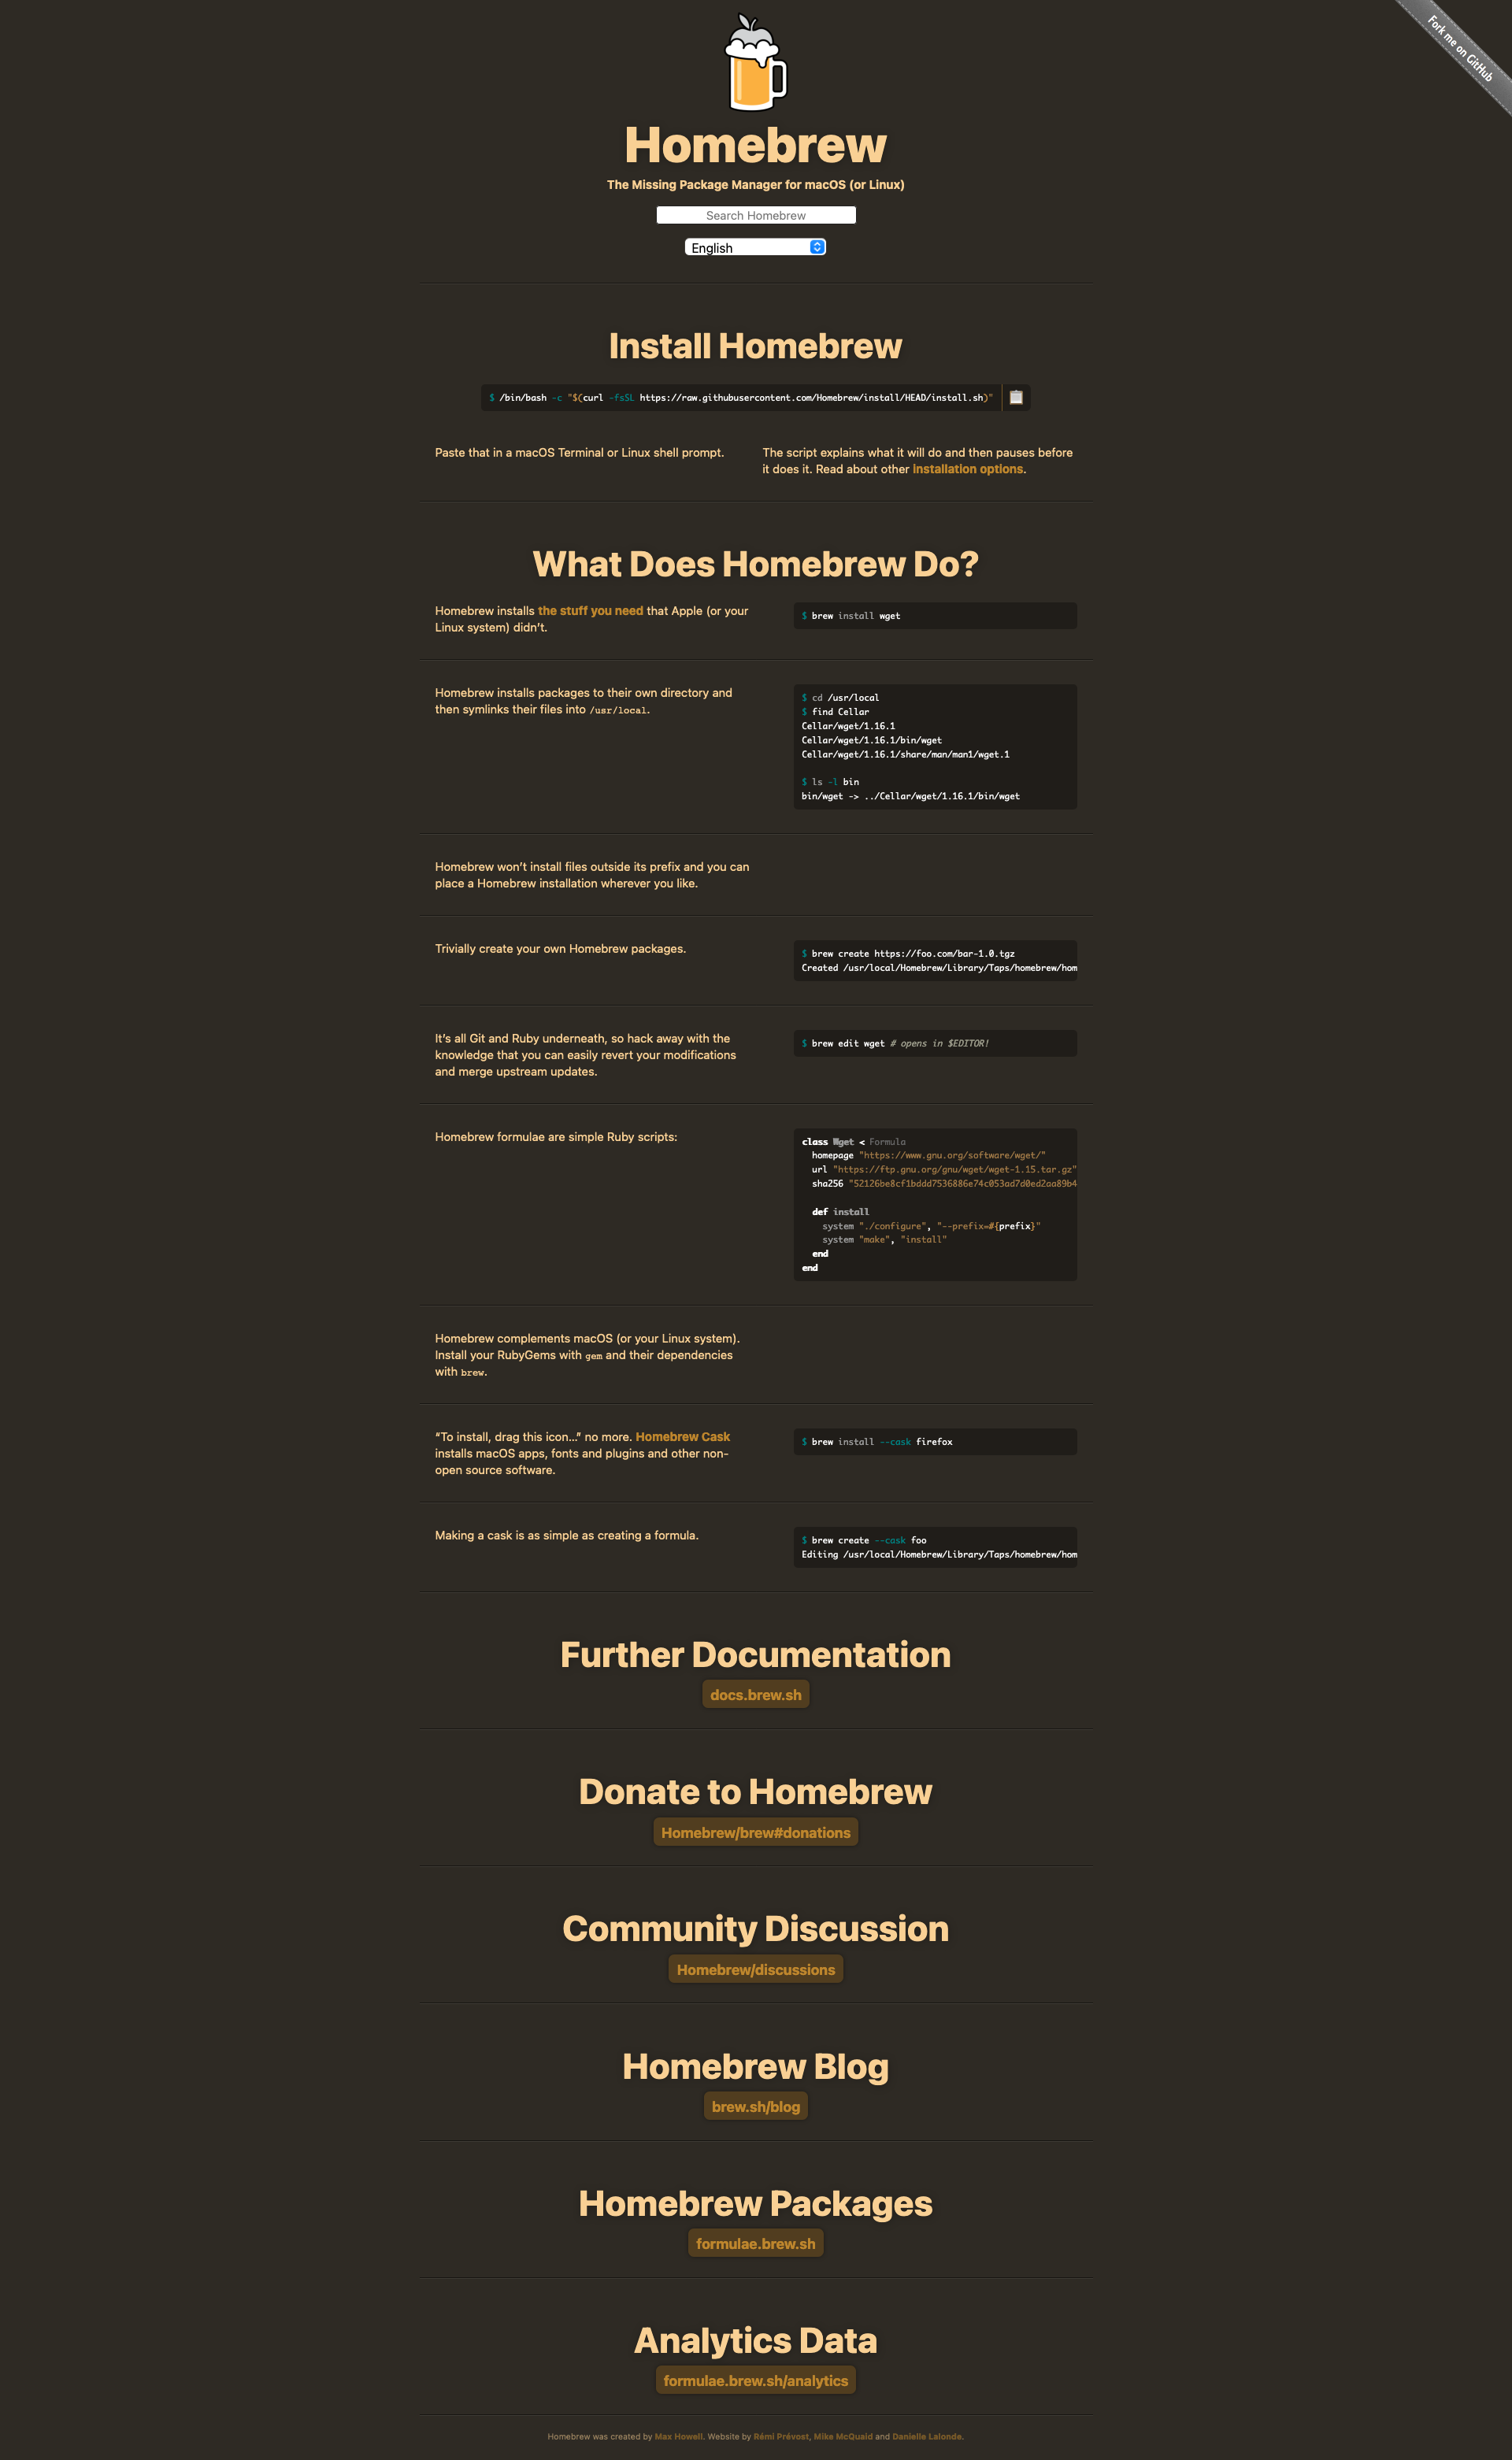 Fork me on GitHub
Homebrew
The Missing Package Manager for macOS (or Linux)
Search Homebrew
English
Install Homebrew
$ /bin/bash -c "$(curl -fsSL https://raw.githubusercontent.com/Homebrew/install/HEAD/install.sh)"
Paste that in a macOS Terminal or Linux shell prompt.
The script explains what it will do and then pauses before
it does it. Read about other installation options.
What Does Homebrew Do?
Homebrew installs the stuff you need that Apple (or your
Linux system) didn’t.
$ brew install wget
Homebrew installs packages to their own directory and
then symlinks their files into /usr/local.
$ cd /usr/local
$ find Cellar
Cellar/wget/1.16.1
Cellar/wget/1.16.1/bin/wget
Cellar/wget/1.16.1/share/man/man1/wget.1
$ ls -l bin
bin/wget -> ../Cellar/wget/1.16.1/bin/wget
Homebrew won’t install files outside its prefix and you can
place a Homebrew installation wherever you like.
Trivially create your own Homebrew packages.
$ brew create https://foo.com/bar-1.0.tgz
Created /usr/local/Homebrew/Library/Taps/homebrew/hom
It’s all Git and Ruby underneath, so hack away with the
knowledge that you can easily revert your modifications
and merge upstream updates.
$ brew edit wget # opens in $EDITOR!
Homebrew formulae are simple Ruby scripts:
class Wget < Formula
homepage "https://www.gnu.org/software/wget/"
url "https://ftp.gnu.org/gnu/wget/wget-1.15.tar.gz"
sha256 "52126be8cf1bddd7536886e74c053ad7d0ed2aa89b4
def install
system "./configure", "--prefix=#{prefix}"
system "make", "install"
end
end
Homebrew complements macOS (or your Linux system).
Install your RubyGems with gem and their dependencies
with brew.
“To install, drag this icon…” no more. Homebrew Cask
installs macOS apps, fonts and plugins and other non-
open source software.
$ brew install --cask firefox
Making a cask is as simple as creating a formula.
$ brew create --cask foo
Editing /usr/local/Homebrew/Library/Taps/homebrew/hom
Further Documentation
docs.brew.sh
Donate to Homebrew
Homebrew/brew#donations
Community Discussion
Homebrew/discussions
Homebrew Blog
brew.sh/blog
Homebrew Packages
formulae.brew.sh
Analytics Data
formulae.brew.sh/analytics
Homebrew was created by Max Howell. Website by Rémi Prévost, Mike McQuaid and Danielle Lalonde.